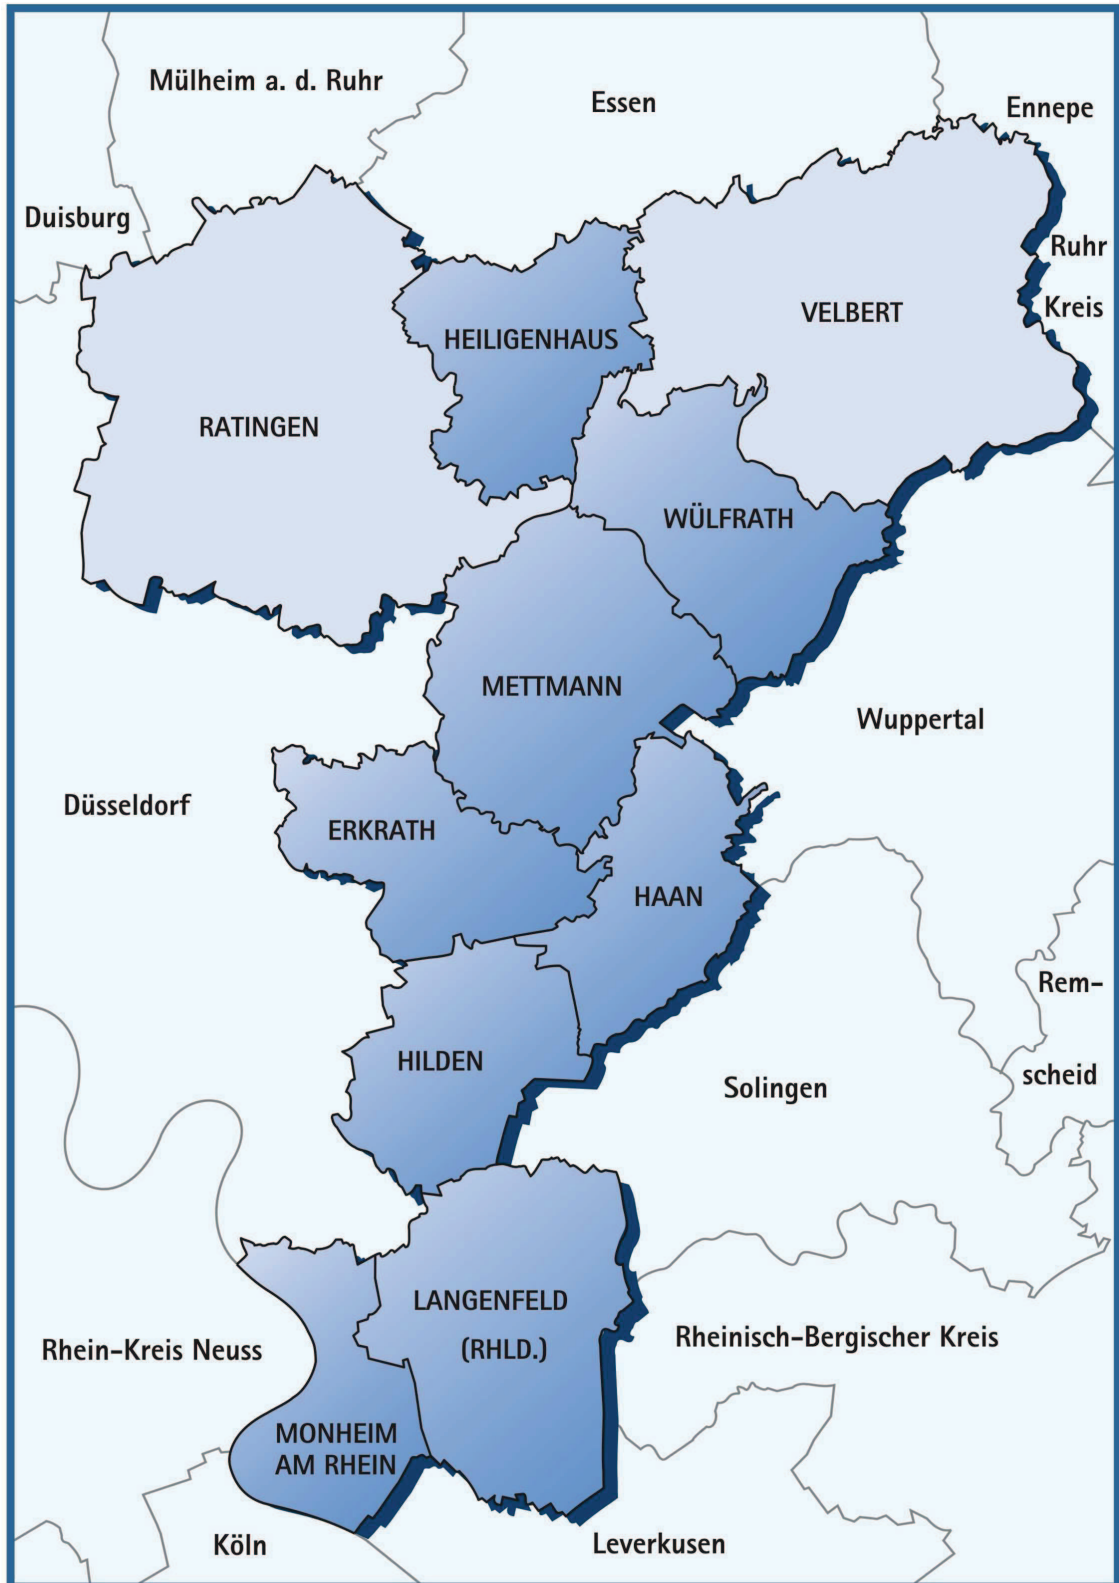 Mülheim a. d. Ruhr
Essen
Ennepe
Duisburg
Ruhr
Kreis
VELBERT
HEILIGENHAUS
RATINGEN
WÜLFRATH
METTMANN
Wuppertal
Düsseldorf
ERKRATH
HAAN
Rem-
scheid
HILDEN
Solingen
LANGENFELD
(RHLD.)
Rhein-Kreis Neuss
Rheinisch-Bergischer Kreis
MONHEIM
AM RHEIN
Köln
Leverkusen